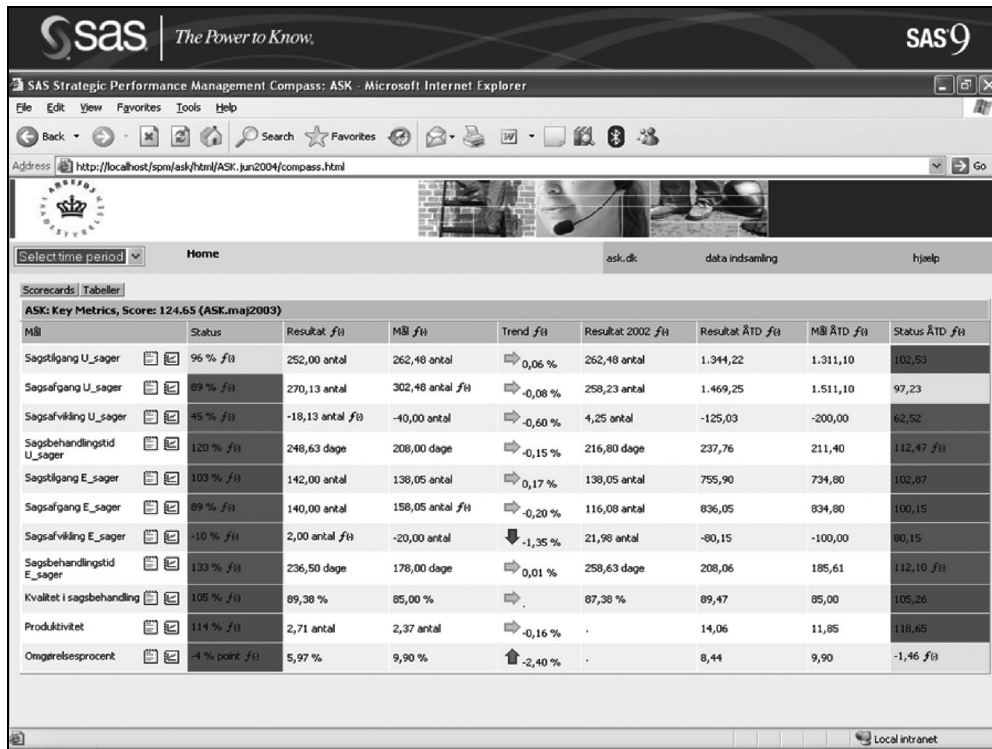 sas The Power to Know. SAS 9
SAS Strategic Performance Management Compass: ASK - Microsoft Internet Explorer
File Edit View Favorites Tools Help
Back Search Favorites
Address http://localhost/spm/ask/html/ASK.jun2004/compass.html Go
Select time period Home ask.dk data indsamling hjælp
Scorecards Tabeller
ASK: Key Metrics, Score: 124.65 (ASK.maj2003)
Mål Status Resultat f() Mål f() Trend f() Resultat 2002 f() Resultat ÅTD f() Mål ÅTD f() Status ÅTD f()
Sagstilgang U_sager 96 % f() 252,00 antal 262,48 antal 0,06 % 262,48 antal 1.344,22 1.311,10 102,53
Sagsafgang U_sager 89 % f() 270,13 antal 302,48 antal f() -0,08 % 258,23 antal 1.469,25 1.511,10 97,23
Sagsafvikling U_sager 45 % f() -18,13 antal f() -40,00 antal -0,60 % 4,25 antal -125,03 -200,00 62,52
Sagsbehandlingstid U_sager 120 % f() 248,63 dage 208,00 dage -0,15 % 216,80 dage 237,76 211,40 112,47 f()
Sagstilgang E_sager 103 % f() 142,00 antal 138,05 antal 0,17 % 138,05 antal 755,90 734,80 102,87
Sagsafgang E_sager 89 % f() 140,00 antal 158,05 antal f() -0,20 % 116,08 antal 836,05 834,80 100,15
Sagsafvikling E_sager -10 % f() 2,00 antal f() -20,00 antal -1,35 % 21,98 antal -80,15 -100,00 80,15
Sagsbehandlingstid E_sager 133 % f() 236,50 dage 178,00 dage 0,01 % 258,63 dage 208,06 185,61 112,10 f()
Kvalitet i sagsbehandling 105 % f() 89,38 % 85,00 % . 87,38 % 89,47 85,00 105,26
Produktivitet 114 % f() 2,71 antal 2,37 antal -0,16 % . 14,06 11,85 118,65
Omgørelsesprocent -4 % point f() 5,97 % 9,90 % -2,40 % . 8,44 9,90 -1,46 f()
Local intranet